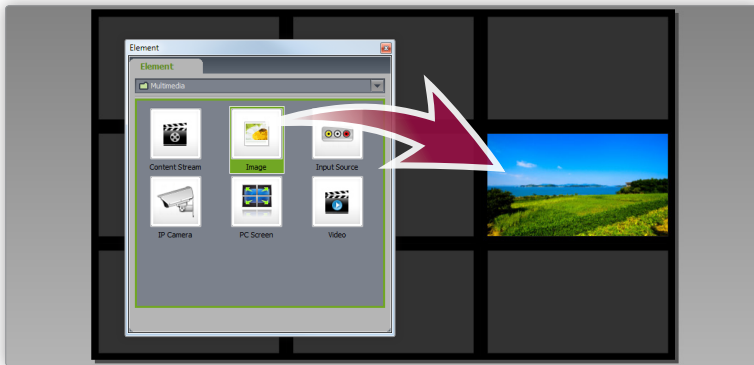 Element
Element
Multimedia
Content Stream
Image
Input Source
IP Camera
PC Screen
Video